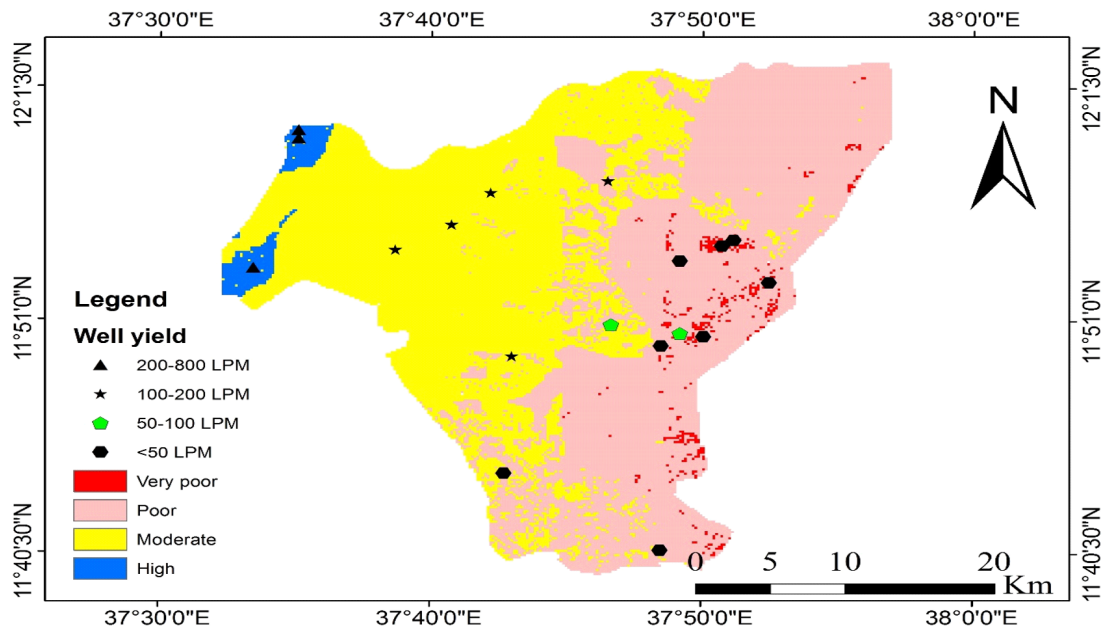 37°30'0"E 37°40'0"E 37°50'0"E 38°0'0"E
12°1'30"N 12°1'30"N
N
11°51'0"N 11°51'0"N
Legend
Well yield
200-800 LPM
100-200 LPM
50-100 LPM
<50 LPM
Very poor
Poor
Moderate
High
11°40'30"N 11°40'30"N
0 5 10 20
Km
37°30'0"E 37°40'0"E 37°50'0"E 38°0'0"E